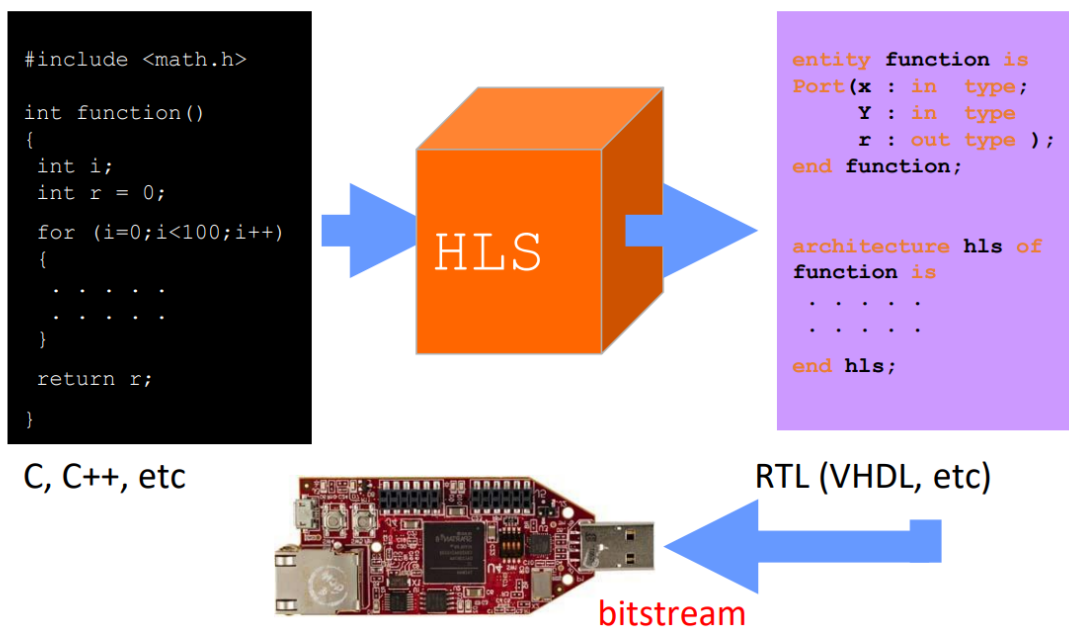 #include <math.h>
int function()
{
int i;
int r = 0;
for (i=0;i<100;i++)
{
. . . . .
. . . . .
}
return r;
}
HLS
entity function is
Port(x : in type;
Y : in type
r : out type );
end function;
architecture hls of
function is
. . . . .
. . . . .
end hls;
C, C++, etc
RTL (VHDL, etc)
bitstream